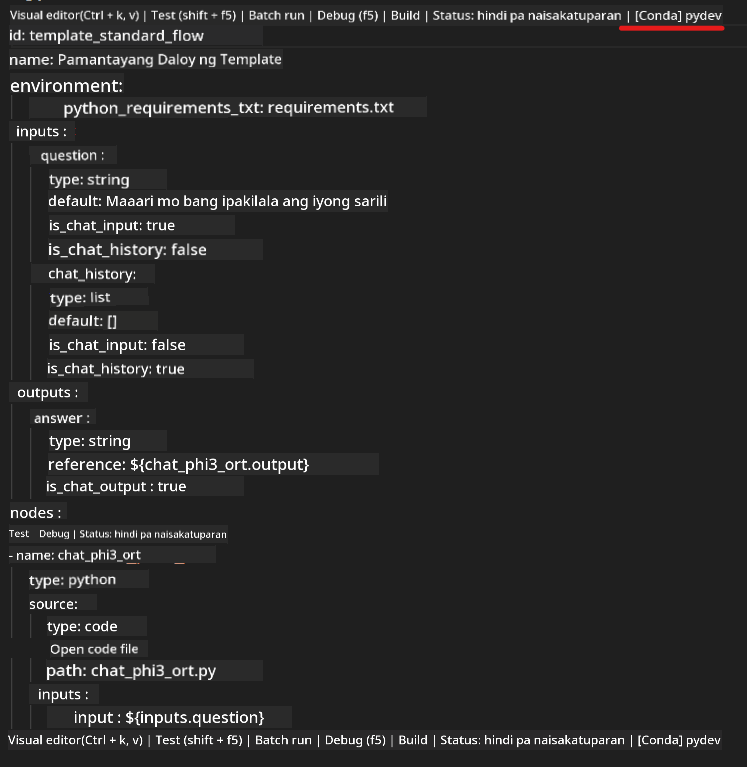 Visual editor(Ctrl + k, v) | Test (shift + f5) | Batch run | Debug (f5) | Build | Status: hindi pa naisakatuparan | [Conda] pydev
id: template_standard_flow
name: Pamantayang Daloy ng Template
environment:
python_requirements_txt: requirements.txt
inputs :
question :
type: string
default: Maaari mo bang ipakilala ang iyong sarili
is_chat_input: true
is_chat_history: false
chat_history:
type: list
default: []
is_chat_input: false
is_chat_history: true
outputs :
answer :
type: string
reference: ${chat_phi3_ort.output}
is_chat_output : true
nodes :
Test Debug | Status: hindi pa naisakatuparan
- name: chat_phi3_ort
type: python
source:
type: code
Open code file
path: chat_phi3_ort.py
inputs :
input : ${inputs.question}
Visual editor(Ctrl + k, v) | Test (shift + f5) | Batch run | Debug (f5) | Build | Status: hindi pa naisakatuparan | [Conda] pydev